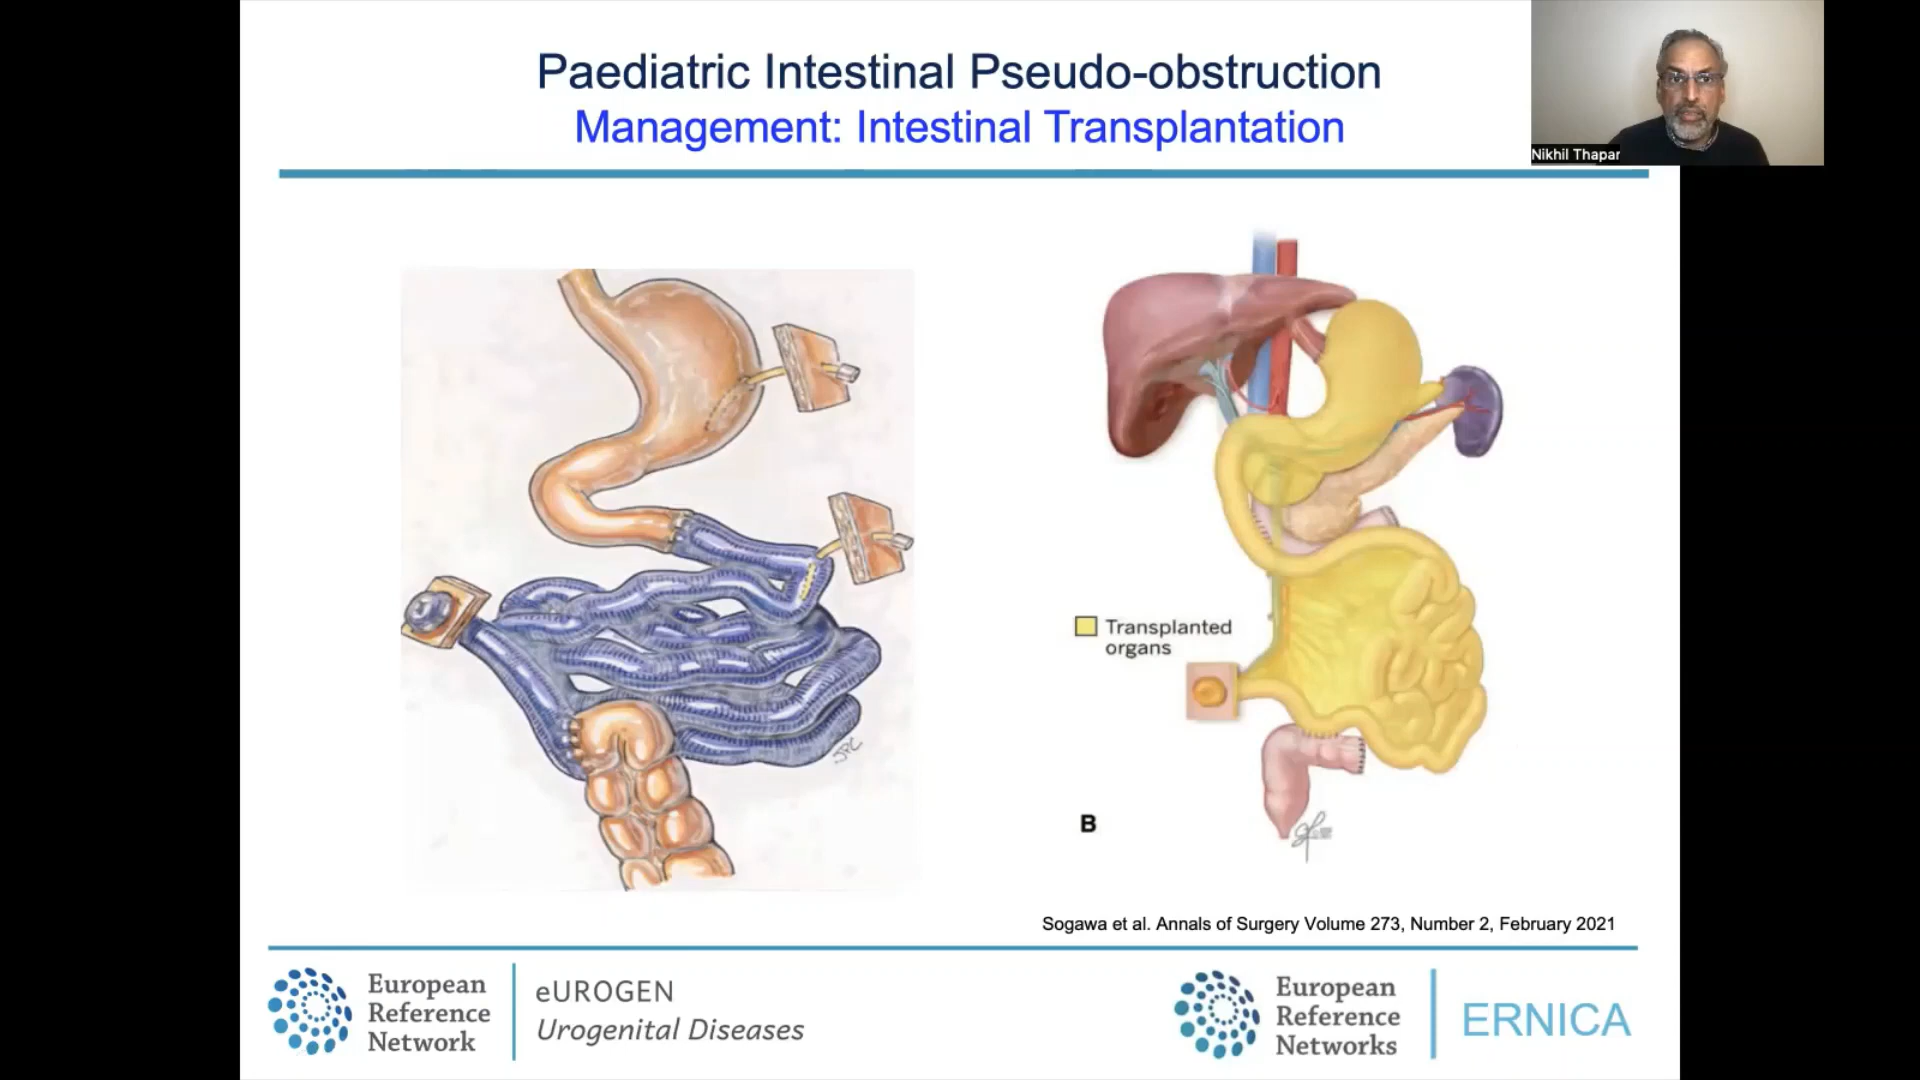 Paediatric Intestinal Pseudo-obstruction
Management: Intestinal Transplantation
Nikhil Thapar
Transplanted
organs
B
Sogawa et al. Annals of Surgery Volume 273, Number 2, February 2021
European
Reference
Network
eUROGEN
Urogenital Diseases
European
Reference
Networks
ERNICA